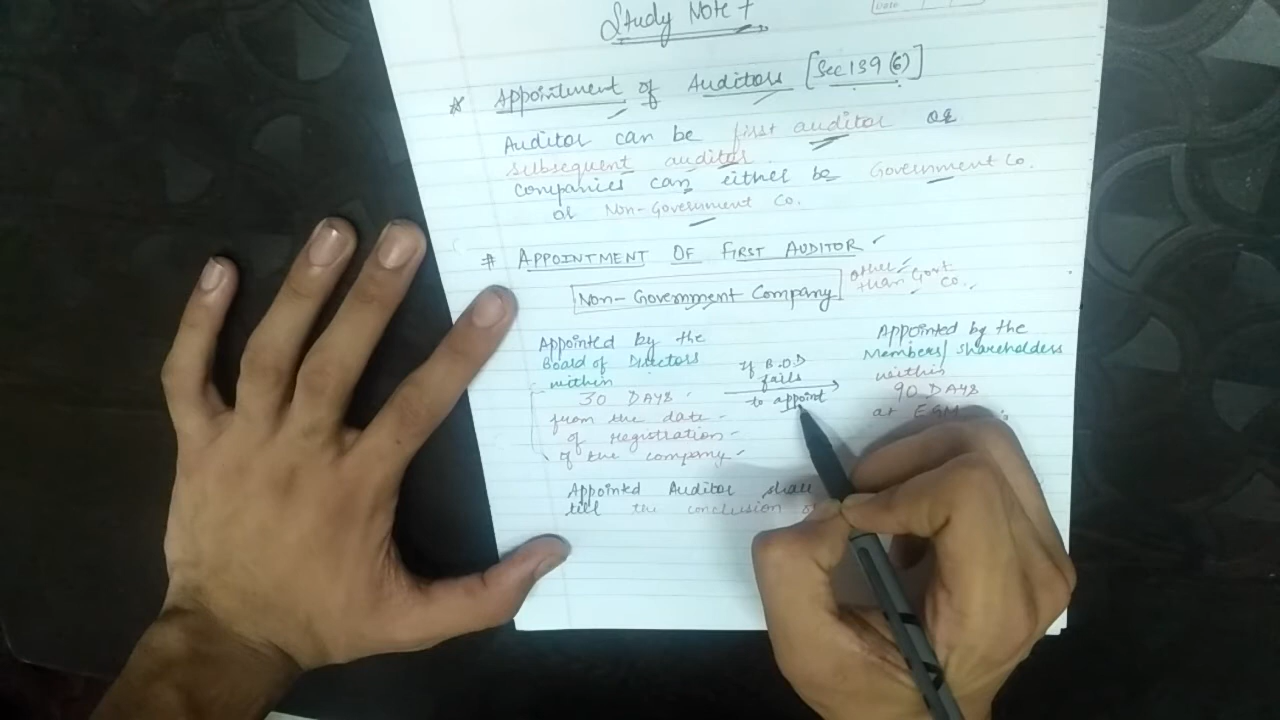 Study Note +
Date
* Appointment of Auditors [Sec 139 (6)]
Auditor can be first auditor or
subsequent auditor.
companies can either be Government Co.
or Non-Government Co.
# APPOINTMENT OF FIRST AUDITOR
Non-Government Company
other than Govt. Co.
Appointed by the
Board of Directors
within
30 DAYS
from the date
of registration
of the company
If B.O.D
fails
to appoint
Appointed by the
Members/shareholders
within
90 DAYS
at EGM
Appointed Auditor shall
till the conclusion